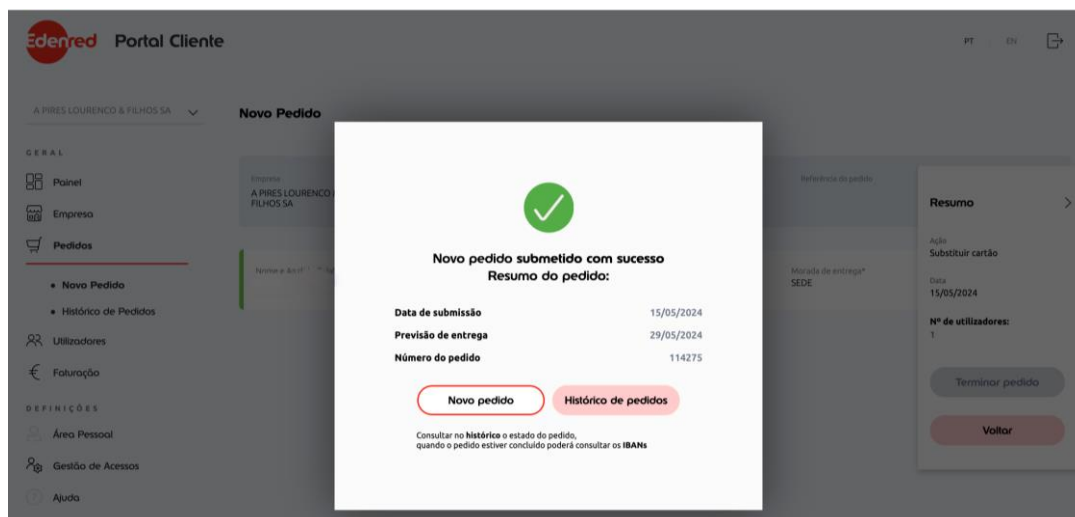 Edenred Portal Cliente
PT EN
A PIRES LOURENCO & FILHOS SA
Novo Pedido
GERAL
Painel
Empresa
Pedidos
Novo Pedido
Histórico de Pedidos
Utilizadores
Faturação
DEFINIÇÕES
Área Pessoal
Gestão de Acessos
Ajuda
Empresa
A PIRES LOURENCO
FILHOS SA
Referência do pedido
Morada de entrega*
SEDE
Novo pedido submetido com sucesso
Resumo do pedido:
Data de submissão 15/05/2024
Previsão de entrega 29/05/2024
Número do pedido 114275
Novo pedido Histórico de pedidos
Consultar no histórico o estado do pedido,
quando o pedido estiver concluído poderá consultar os IBANs
Resumo
Ação
Substituir cartão
Data
15/05/2024
Nº de utilizadores:
1
Terminar pedido
Voltar